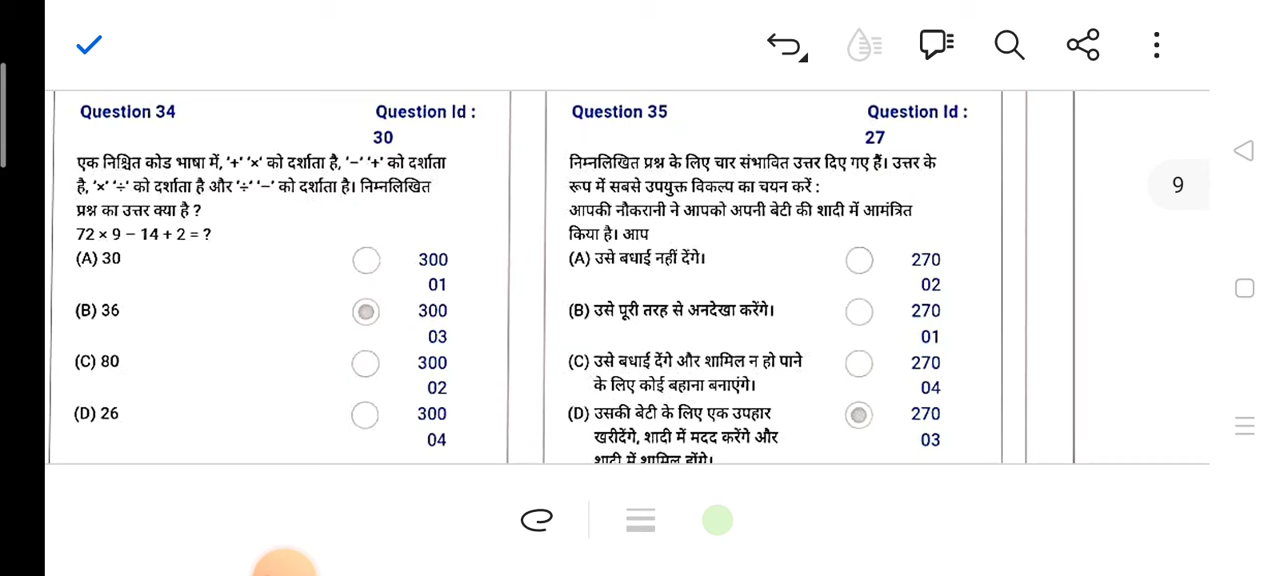 Question 34
Question Id :
30
एक निश्चित कोड भाषा में, '+' '×' को दर्शाता है, '−' '+' को दर्शाता
है, '×' '÷' को दर्शाता है और '÷' '−' को दर्शाता है। निम्नलिखित
प्रश्न का उत्तर क्या है ?
72 × 9 − 14 + 2 = ?
(A) 30
300
01
(B) 36
300
03
(C) 80
300
02
(D) 26
300
04
Question 35
Question Id :
27
निम्नलिखित प्रश्न के लिए चार संभावित उत्तर दिए गए हैं। उत्तर के
रूप में सबसे उपयुक्त विकल्प का चयन करें :
आपकी नौकरानी ने आपको अपनी बेटी की शादी में आमंत्रित
किया है। आप
(A) उसे बधाई नहीं देंगे।
270
02
(B) उसे पूरी तरह से अनदेखा करेंगे।
270
01
(C) उसे बधाई देंगे और शामिल न हो पाने
270
के लिए कोई बहाना बनाएंगे।
04
(D) उसकी बेटी के लिए एक उपहार
270
खरीदेंगे, शादी में मदद करेंगे और
03
शादी में शामिल होंगे।
9